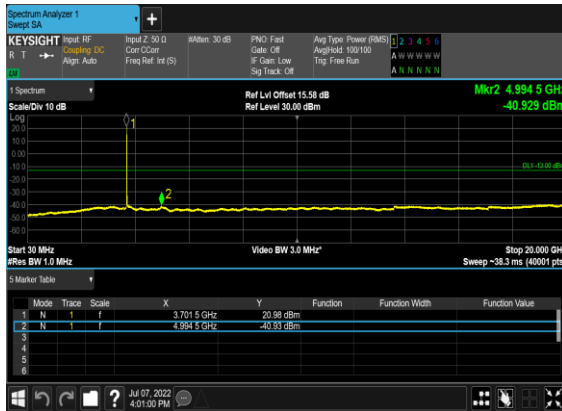 Spectrum Analyzer 1
Swept SA
+
KEYSIGHT
R T
Input: RF
Coupling: DC
Align: Auto
Input Z: 50 Ω
Corr CCorr
Freq Ref: Int (S)
#Atten: 30 dB
PNO: Fast
Gate: Off
IF Gain: Low
Sig Track: Off
Avg Type: Power (RMS)
Avg|Hold: 100/100
Trig: Free Run
1 2 3 4 5 6
A W W W W W
A N N N N N
1 Spectrum
Scale/Div 10 dB
Log
Ref Lvl Offset 15.58 dB
Ref Level 30.00 dBm
Mkr2 4.994 5 GHz
-40.929 dBm
20.0
10.0
0.00
-10.0
-20.0
-30.0
-40.0
-50.0
-60.0
1
2
DL1 -13.00 dBm
Start 30 MHz
#Res BW 1.0 MHz
Video BW 3.0 MHz*
Stop 20.000 GHz
Sweep ~38.3 ms (40001 pts)
5 Marker Table
Mode Trace Scale X Y Function Function Width Function Value
1 N 1 f 3.701 5 GHz 20.98 dBm
2 N 1 f 4.994 5 GHz -40.93 dBm
3
4
5
6
?
Jul 07, 2022
4:01:00 PM